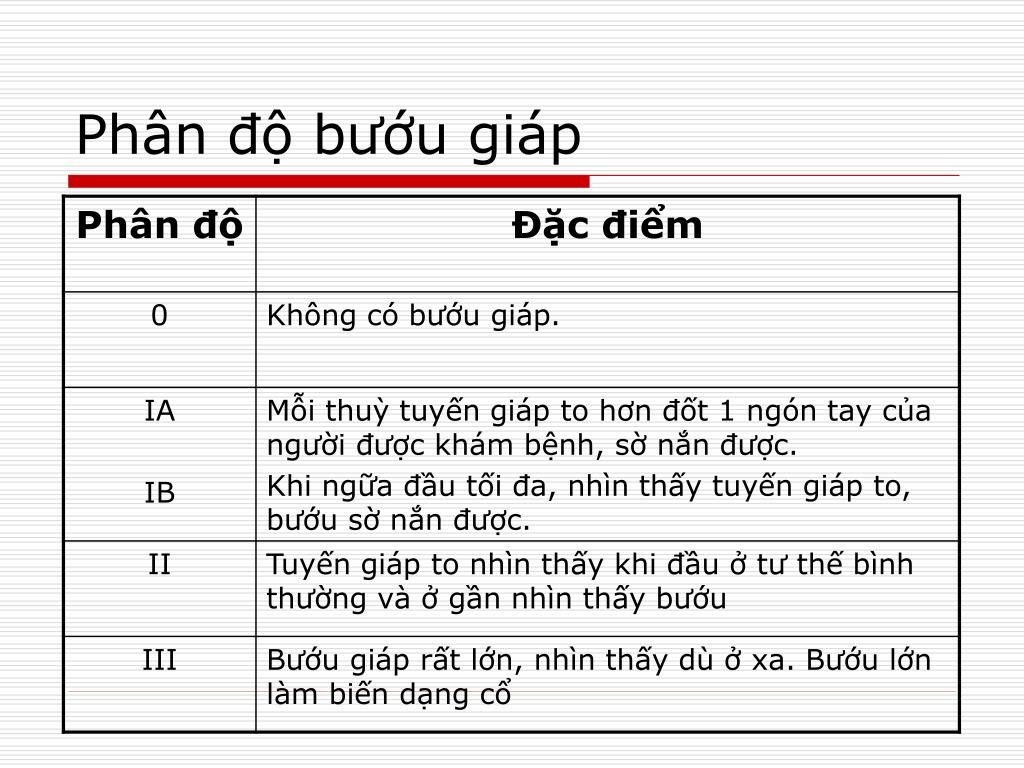 Phân độ bướu giáp
Phân độ
Đặc điểm
0
Không có bướu giáp.
IA
Mỗi thuỳ tuyến giáp to hơn đốt 1 ngón tay của
người được khám bệnh, sờ nắn được.
IB
Khi ngữa đầu tối đa, nhìn thấy tuyến giáp to,
bướu sờ nắn được.
II
Tuyến giáp to nhìn thấy khi đầu ở tư thế bình
thường và ở gần nhìn thấy bướu
III
Bướu giáp rất lớn, nhìn thấy dù ở xa. Bướu lớn
làm biến dạng cổ